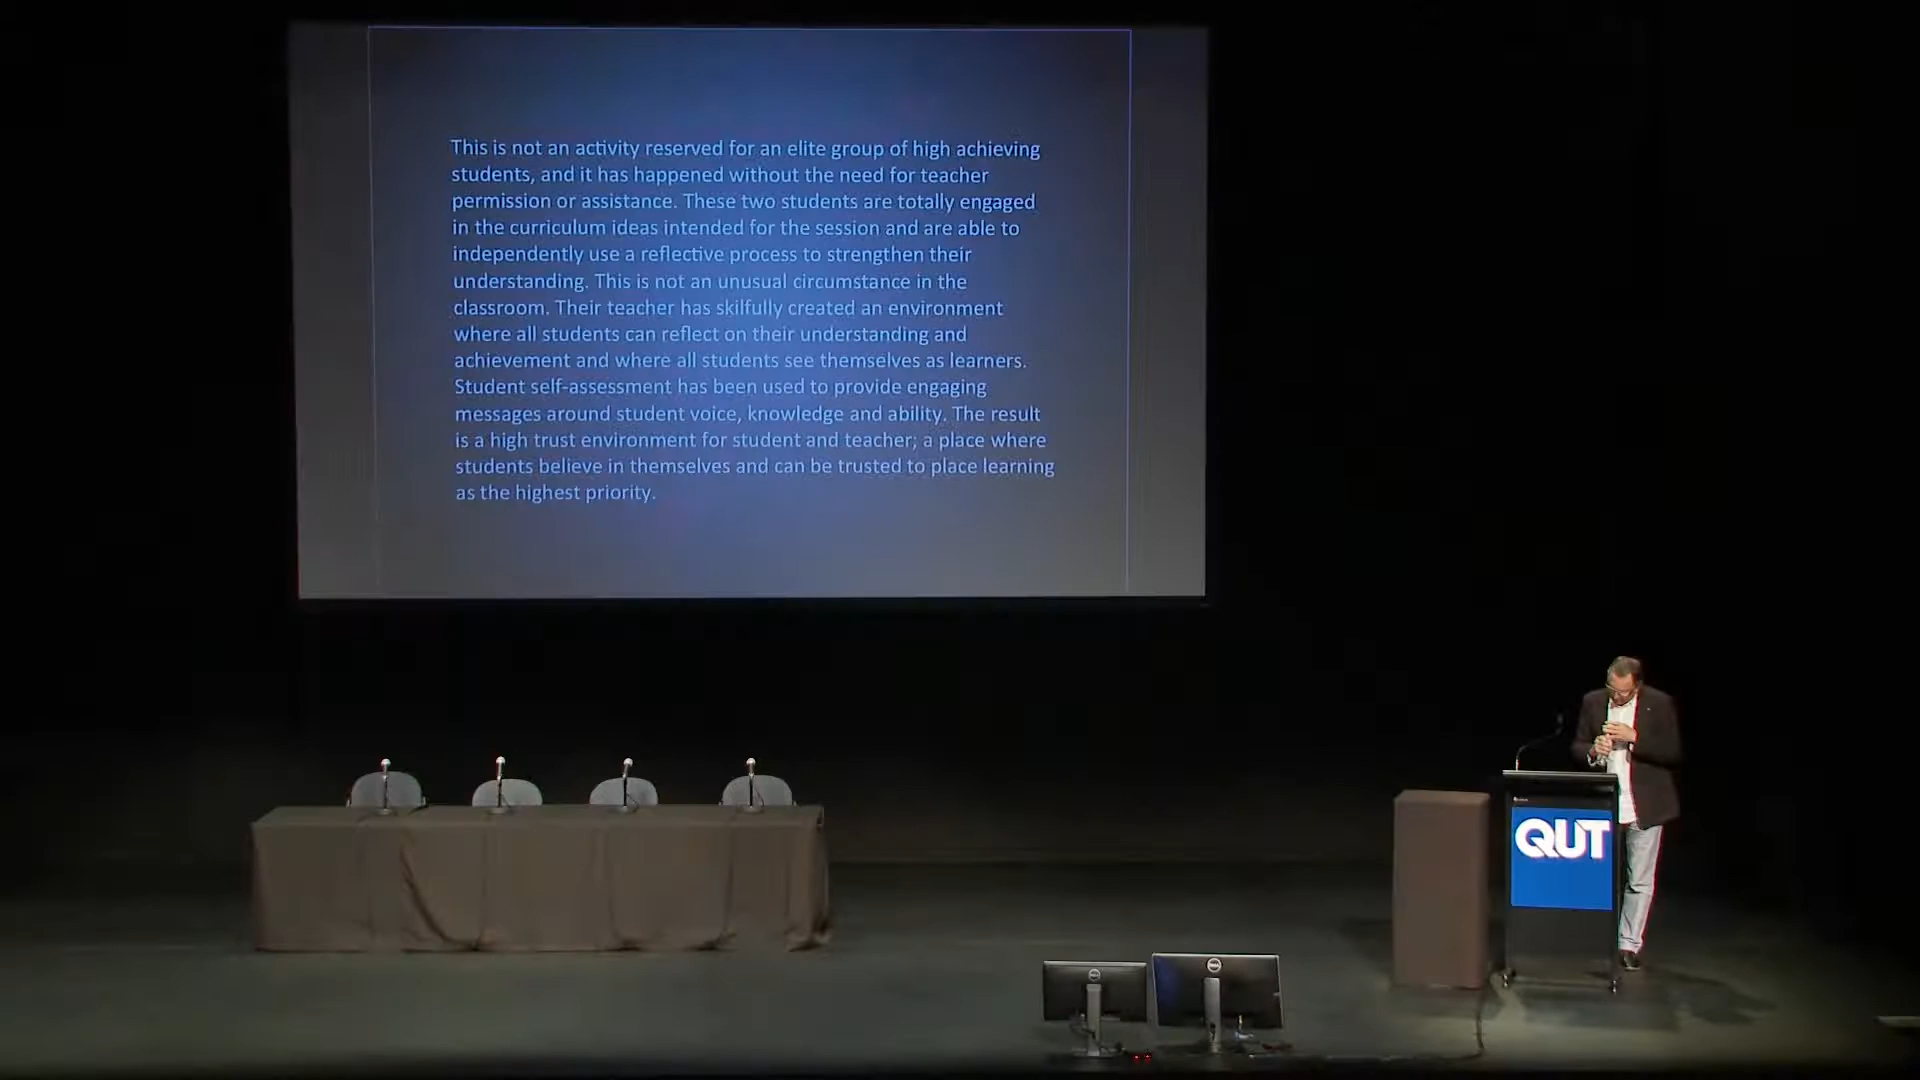 This is not an activity reserved for an elite group of high achieving
students, and it has happened without the need for teacher
permission or assistance. These two students are totally engaged
in the curriculum ideas intended for the session and are able to
independently use a reflective process to strengthen their
understanding. This is not an unusual circumstance in the
classroom. Their teacher has skilfully created an environment
where all students can reflect on their understanding and
achievement and where all students see themselves as learners.
Student self-assessment has been used to provide engaging
messages around student voice, knowledge and ability. The result
is a high trust environment for student and teacher; a place where
students believe in themselves and can be trusted to place learning
as the highest priority.
QUT